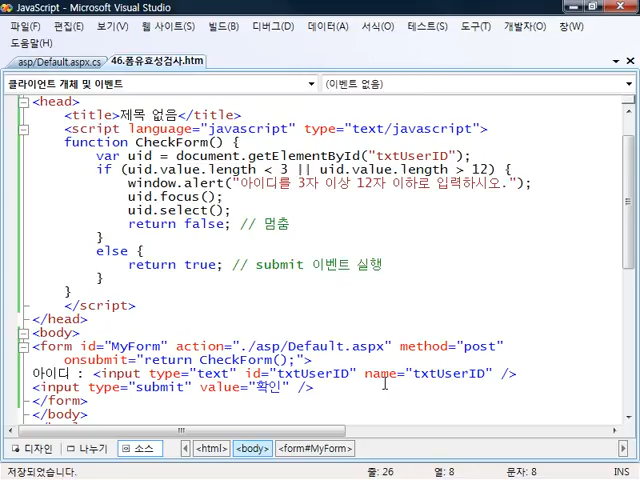 JavaScript - Microsoft Visual Studio
파일(F) 편집(E) 보기(V) 웹 사이트(S) 빌드(B) 디버그(D) 데이터(A) 서식(O) 테스트(S) 도구(T) 개발자(O) 창(W)
도움말(H)
asp/Default.aspx.cs 46.폼유효성검사.htm
클라이언트 개체 및 이벤트 (이벤트 없음)
<head>
<title>제목 없음</title>
<script language="javascript" type="text/javascript">
function CheckForm() {
var uid = document.getElementById("txtUserID");
if (uid.value.length < 3 || uid.value.length > 12) {
window.alert("아이디를 3자 이상 12자 이하로 입력하시오.");
uid.focus();
uid.select();
return false; // 멈춤
}
else {
return true; // submit 이벤트 실행
}
}
</script>
</head>
<body>
<form id="MyForm" action="./asp/Default.aspx" method="post"
onsubmit="return CheckForm();">
아이디 : <input type="text" id="txtUserID" name="txtUserID" />
<input type="submit" value="확인" />
</form>
</body>
디자인 나누기 소스 <html> <body> <form#MyForm>
저장되었습니다. 줄: 26 열: 8 문자: 8 INS